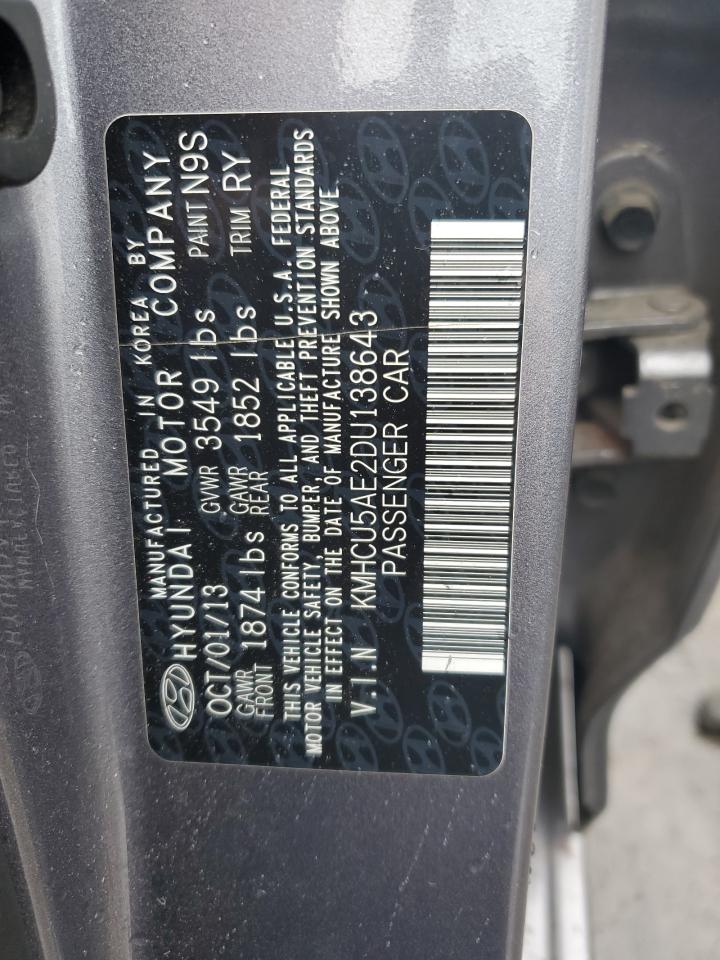 MANUFACTURED IN KOREA BY
HYUNDAI MOTOR COMPANY
OCT/01/13 GVWR 3549 lbs PAINT N9S
GAWR FRONT 1874 lbs GAWR REAR 1852 lbs TRIM RY
THIS VEHICLE CONFORMS TO ALL APPLICABLE U.S.A. FEDERAL
MOTOR VEHICLE SAFETY, BUMPER, AND THEFT PREVENTION STANDARDS
IN EFFECT ON THE DATE OF MANUFACTURE SHOWN ABOVE.
V.I.N KMHCU5AE2DU138643
PASSENGER CAR